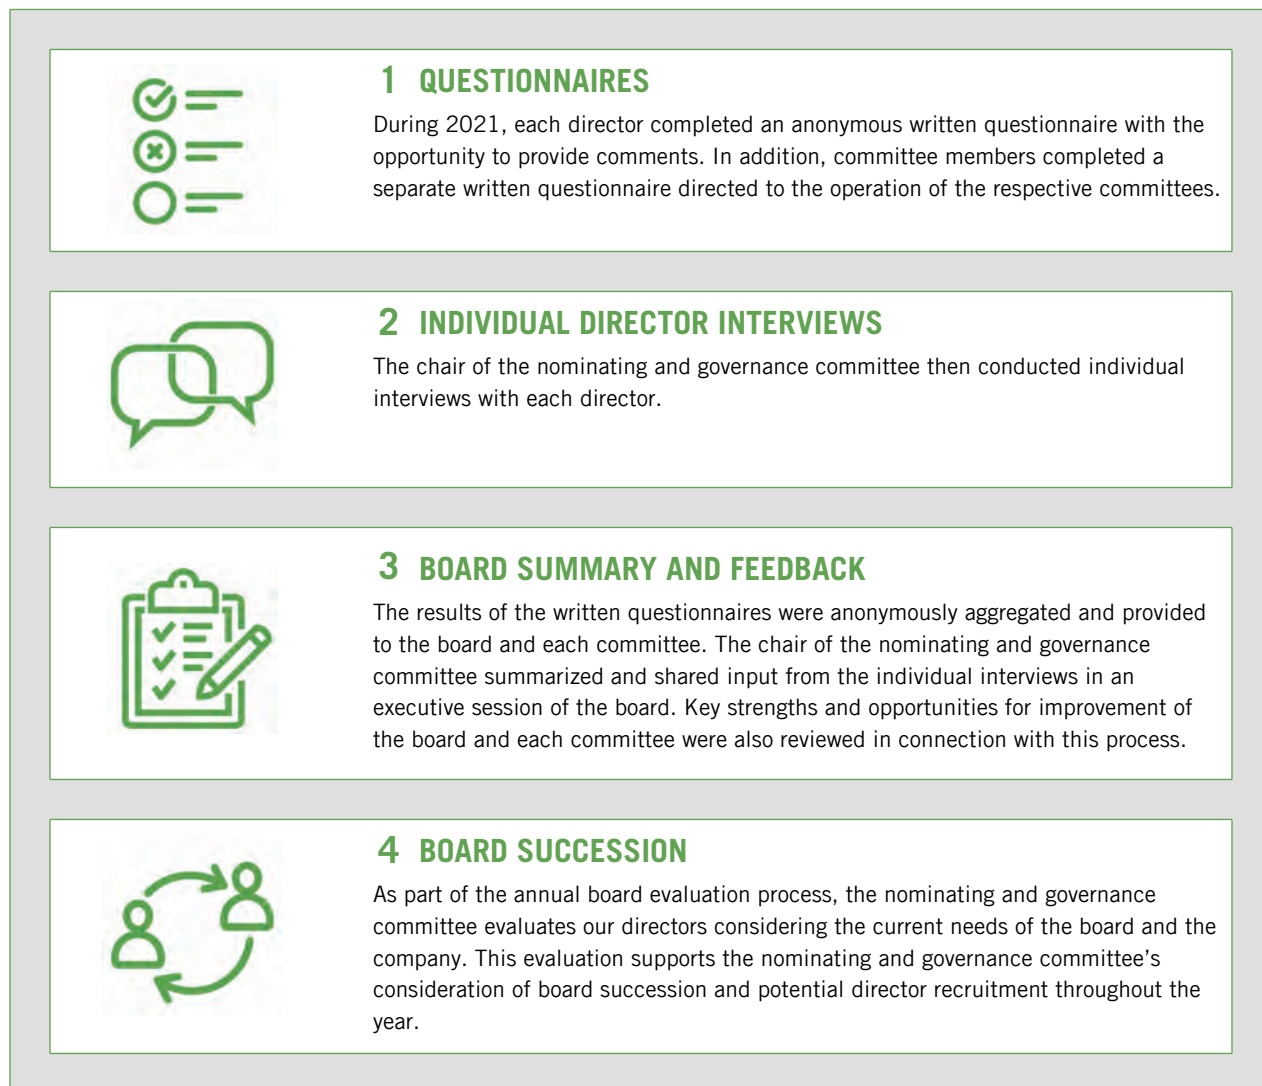 1 QUESTIONNAIRES
During 2021, each director completed an anonymous written questionnaire with the
opportunity to provide comments. In addition, committee members completed a
separate written questionnaire directed to the operation of the respective committees.
2 INDIVIDUAL DIRECTOR INTERVIEWS
The chair of the nominating and governance committee then conducted individual
interviews with each director.
3 BOARD SUMMARY AND FEEDBACK
The results of the written questionnaires were anonymously aggregated and provided
to the board and each committee. The chair of the nominating and governance
committee summarized and shared input from the individual interviews in an
executive session of the board. Key strengths and opportunities for improvement of
the board and each committee were also reviewed in connection with this process.
4 BOARD SUCCESSION
As part of the annual board evaluation process, the nominating and governance
committee evaluates our directors considering the current needs of the board and the
company. This evaluation supports the nominating and governance committee’s
consideration of board succession and potential director recruitment throughout the
year.